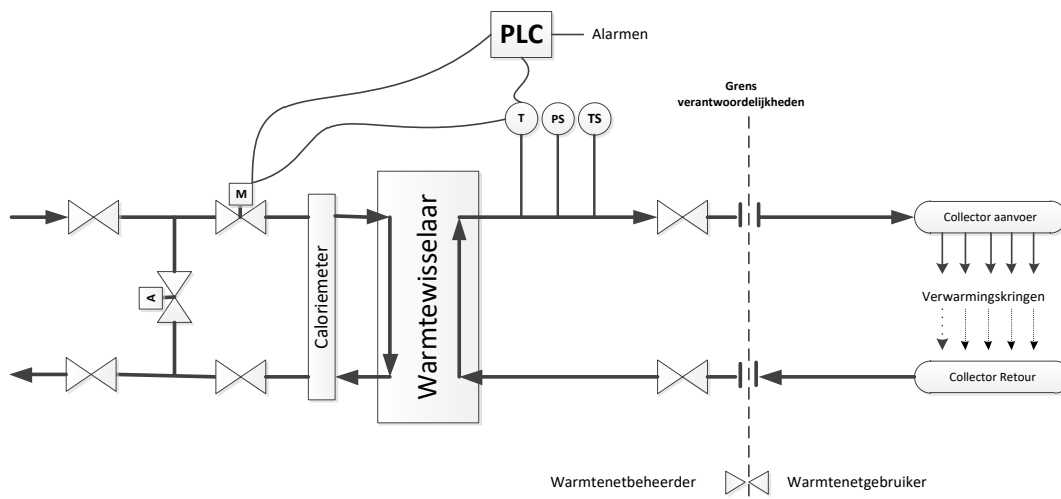 PLC
Alarmen
Grens
verantwoordelijkheden
T
PS
TS
M
Collector aanvoer
A
Caloriemeter
Warmtewisselaar
Verwarmingskringen
Collector Retour
Warmtenetbeheerder
Warmtenetgebruiker